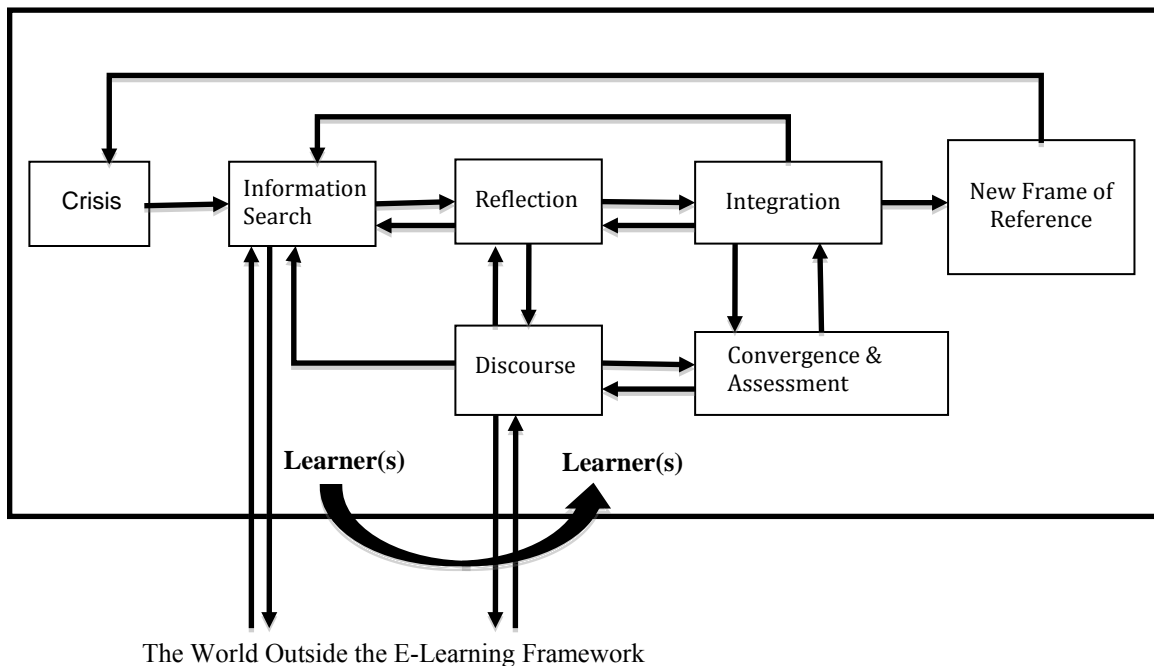 Crisis
Information
Search
Reflection
Integration
New Frame of
Reference
Discourse
Convergence &
Assessment
Learner(s)
Learner(s)
The World Outside the E-Learning Framework